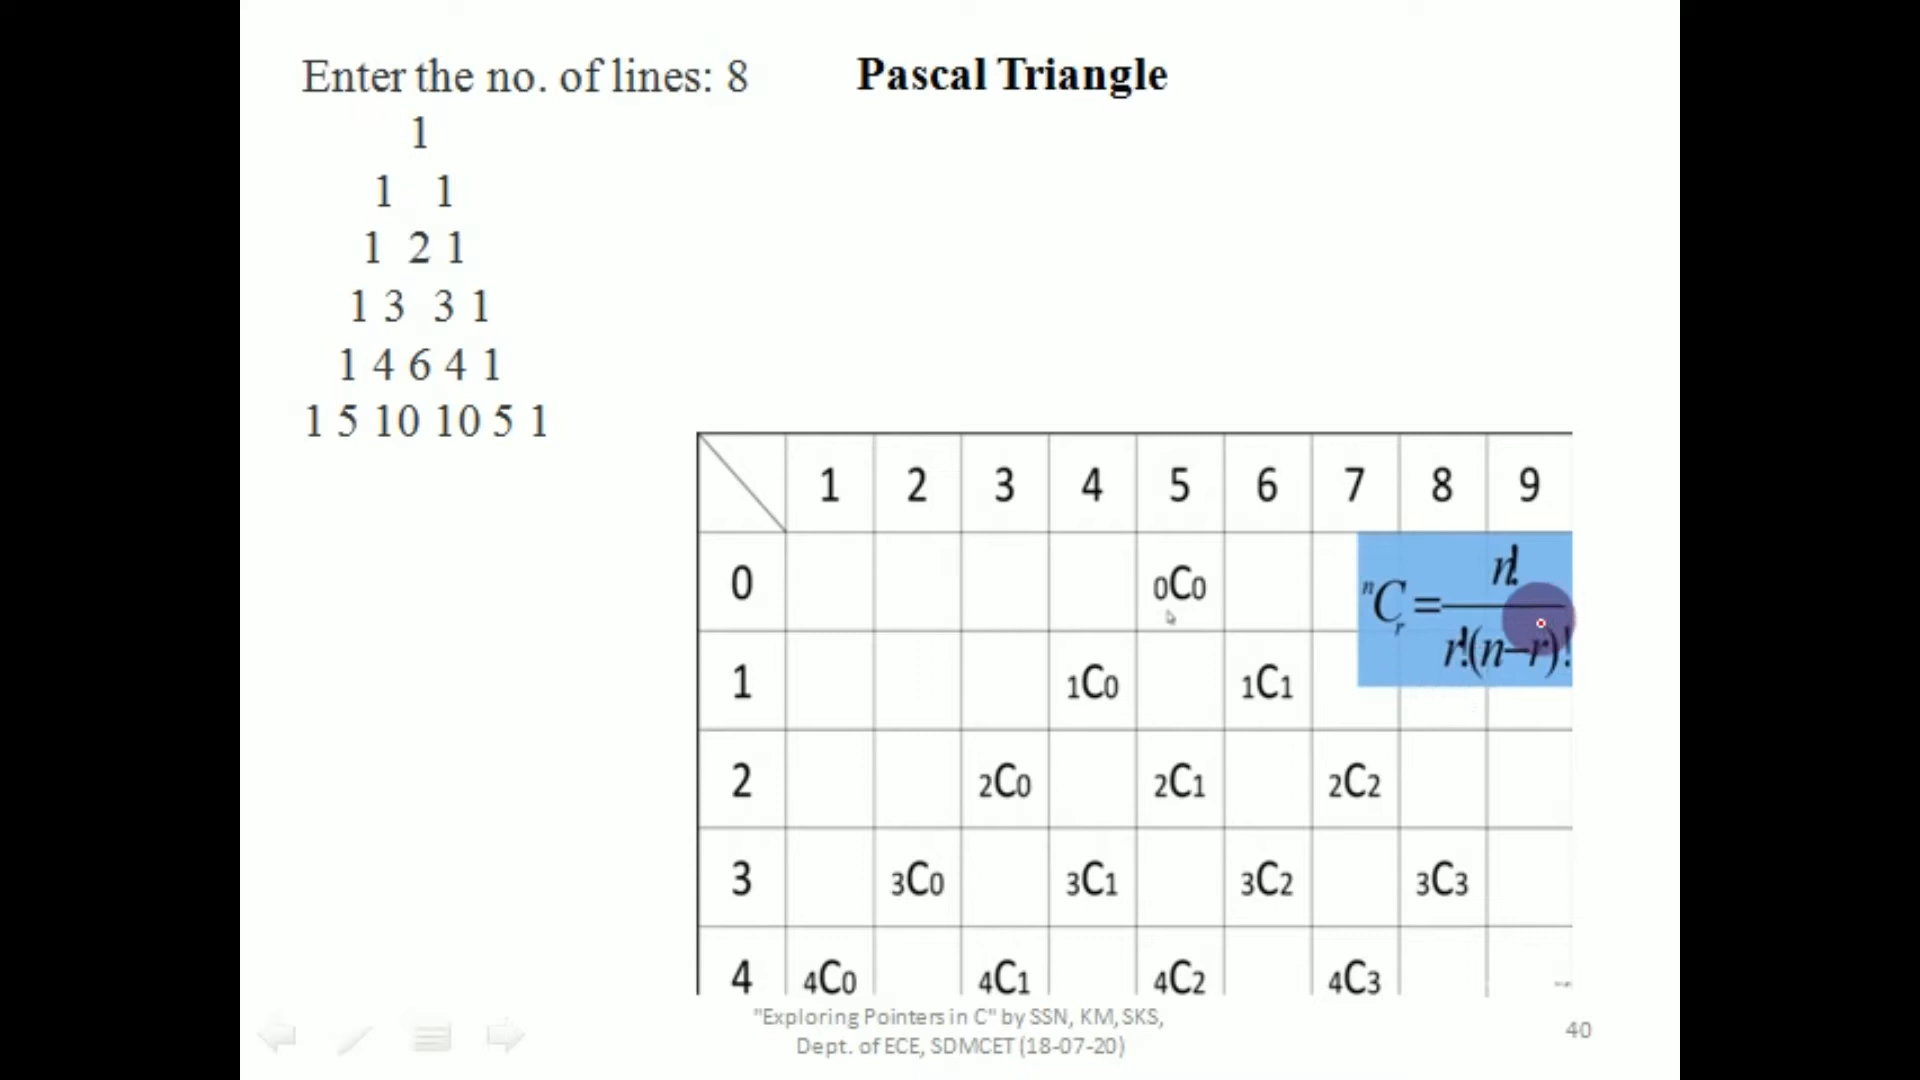 Enter the no. of lines: 8
Pascal Triangle
1
1 1
1 2 1
1 3 3 1
1 4 6 4 1
1 5 10 10 5 1
1 2 3 4 5 6 7 8 9
0 ₀C₀
ⁿCᵣ = n! / r!(n−r)!
1 ₁C₀ ₁C₁
2 ₂C₀ ₂C₁ ₂C₂
3 ₃C₀ ₃C₁ ₃C₂ ₃C₃
4 ₄C₀ ₄C₁ ₄C₂ ₄C₃
"Exploring Pointers in C" by SSN, KM, SKS,
Dept. of ECE, SDMCET (18-07-20)
40